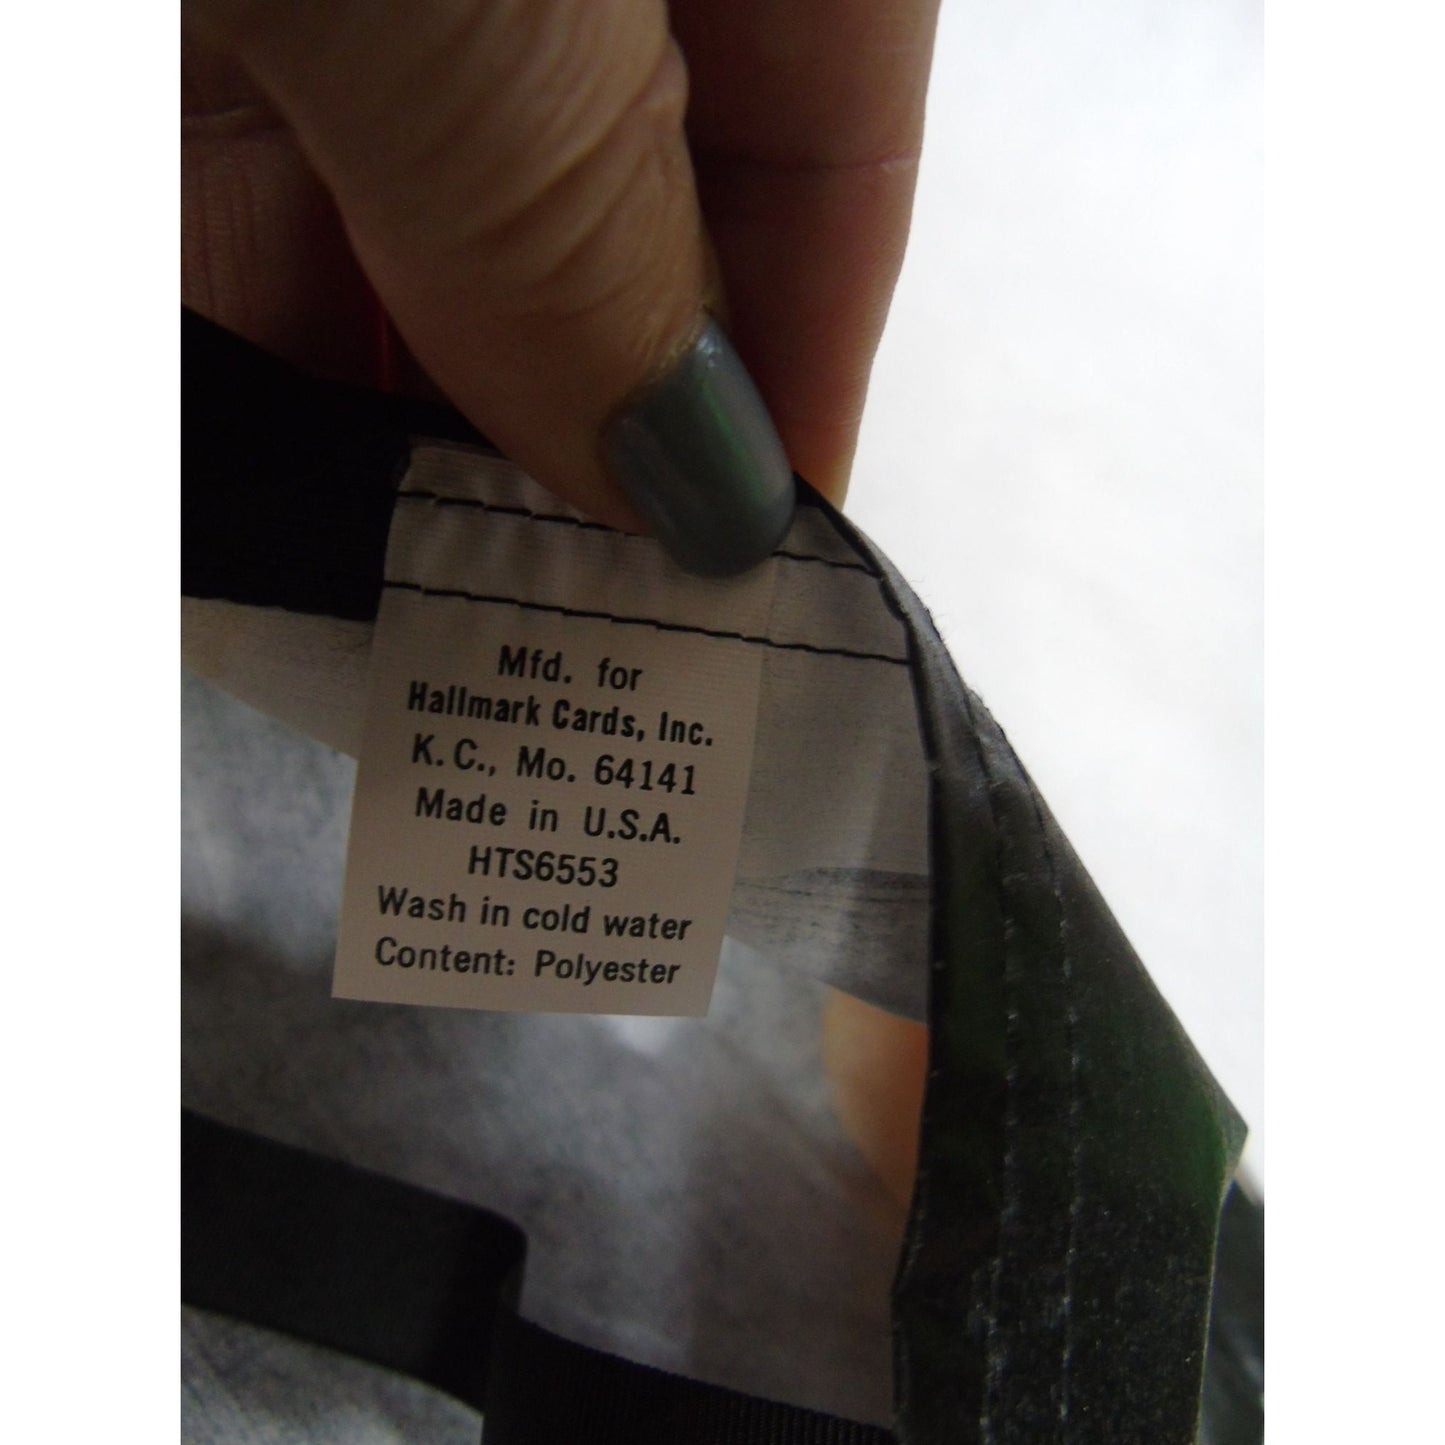 Mfd. for
Hallmark Cards, Inc.
K.C., Mo. 64141
Made in U.S.A.
HTS6553
Wash in cold water
Content: Polyester